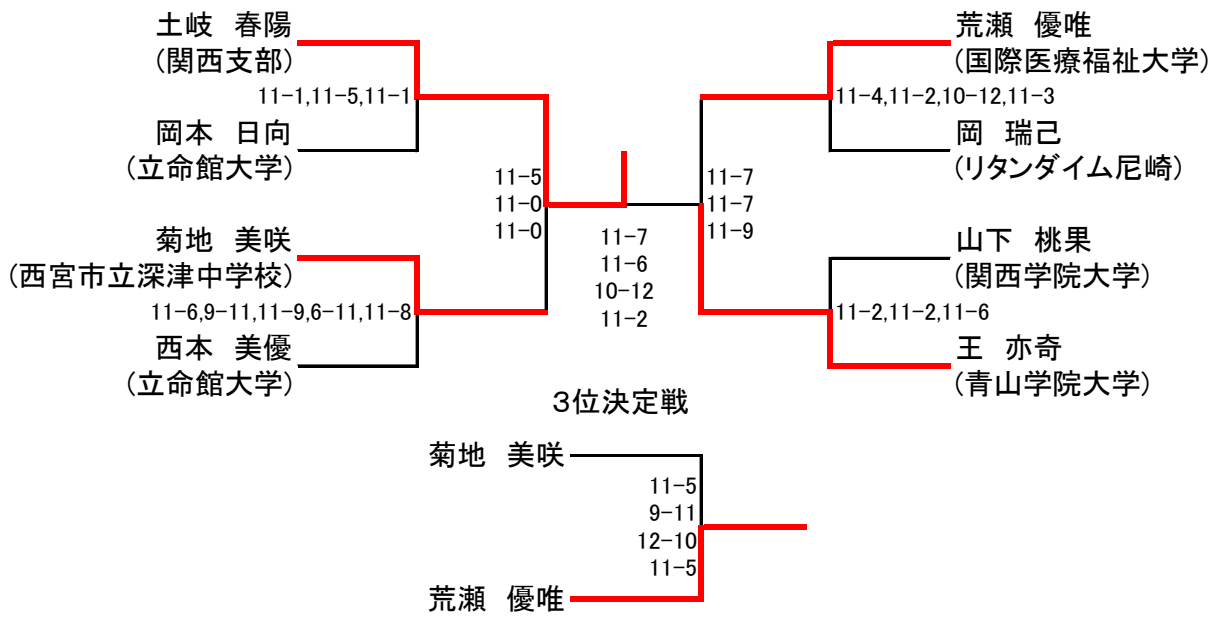 土岐　春陽
(関西支部)
11-1,11-5,11-1
岡本　日向
(立命館大学)
11-5
11-0
11-0
菊地　美咲
(西宮市立深津中学校)
11-6,9-11,11-9,6-11,11-8
西本　美優
(立命館大学)
11-7
11-6
10-12
11-2
荒瀬　優唯
(国際医療福祉大学)
11-4,11-2,10-12,11-3
岡　瑞己
(リタンダイム尼崎)
11-7
11-7
11-9
山下　桃果
(関西学院大学)
11-2,11-2,11-6
王　亦奇
(青山学院大学)
３位決定戦
菊地　美咲
11-5
9-11
12-10
11-5
荒瀬　優唯